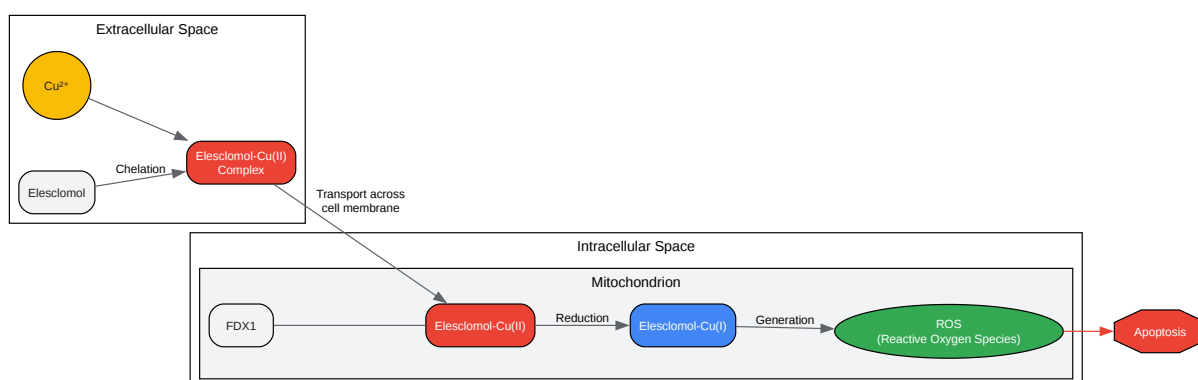 Extracellular Space
Cu²⁺
Elesclomol
Chelation
Elesclomol-Cu(II)
Complex
Transport across
cell membrane
Intracellular Space
Mitochondrion
FDX1
Elesclomol-Cu(II)
Reduction
Elesclomol-Cu(I)
Generation
ROS
(Reactive Oxygen Species)
Apoptosis